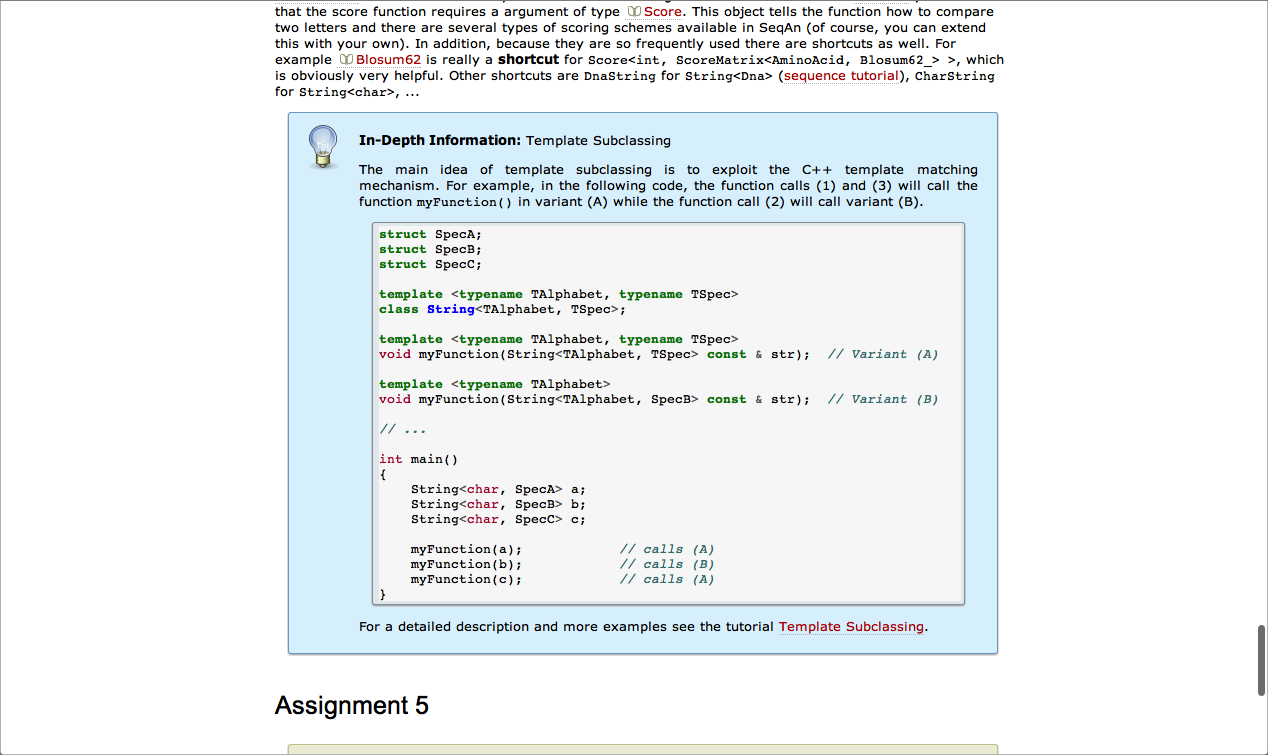 that the score function requires a argument of type Score. This object tells the function how to compare
two letters and there are several types of scoring schemes available in SeqAn (of course, you can extend
this with your own). In addition, because they are so frequently used there are shortcuts as well. For
example Blosum62 is really a shortcut for Score<int, ScoreMatrix<AminoAcid, Blosum62_> >, which
is obviously very helpful. Other shortcuts are DnaString for String<Dna> (sequence tutorial), CharString
for String<char>, ...
In-Depth Information: Template Subclassing
The main idea of template subclassing is to exploit the C++ template matching
mechanism. For example, in the following code, the function calls (1) and (3) will call the
function myFunction() in variant (A) while the function call (2) will call variant (B).
struct SpecA;
struct SpecB;
struct SpecC;
template <typename TAlphabet, typename TSpec>
class String<TAlphabet, TSpec>;
template <typename TAlphabet, typename TSpec>
void myFunction(String<TAlphabet, TSpec> const & str);  // Variant (A)
template <typename TAlphabet>
void myFunction(String<TAlphabet, SpecB> const & str);  // Variant (B)
// ...
int main()
{
    String<char, SpecA> a;
    String<char, SpecB> b;
    String<char, SpecC> c;
    myFunction(a);            // calls (A)
    myFunction(b);            // calls (B)
    myFunction(c);            // calls (A)
}
For a detailed description and more examples see the tutorial Template Subclassing.
Assignment 5